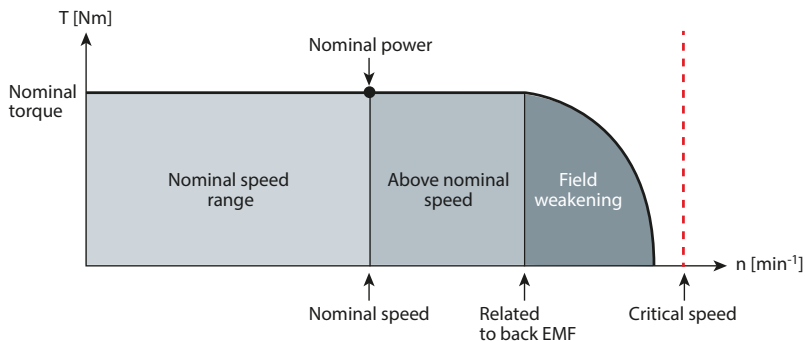 T [Nm]
Nominal power
Nominal
torque
Nominal speed
range
Above nominal
speed
Field
weakening
n [min⁻¹]
Nominal speed
Related
to back EMF
Critical speed